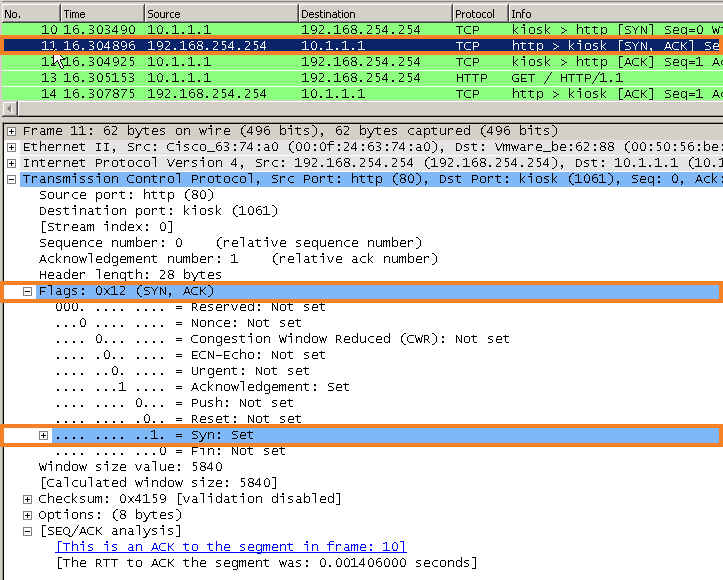 No. Time Source Destination Protocol Info
10 16.303490 10.1.1.1 192.168.254.254 TCP kiosk > http [SYN] Seq=0
11 16.304896 192.168.254.254 10.1.1.1 TCP http > kiosk [SYN, ACK] Se
16.304925 10.1.1.1 192.168.254.254 TCP kiosk > http [ACK] Seq=1 A
13 16.305153 10.1.1.1 192.168.254.254 HTTP GET / HTTP/1.1
14 16.307875 192.168.254.254 10.1.1.1 TCP http > kiosk [ACK] Seq=1 A
Frame 11: 62 bytes on wire (496 bits), 62 bytes captured (496 bits)
Ethernet II, Src: Cisco_63:74:a0 (00:0f:24:63:74:a0), Dst: Vmware_be:62:88 (00:50:56:be:
Internet Protocol Version 4, Src: 192.168.254.254 (192.168.254.254), Dst: 10.1.1.1 (10.1
Transmission Control Protocol, Src Port: http (80), Dst Port: kiosk (1061), Seq: 0, Ack:
Source port: http (80)
Destination port: kiosk (1061)
[Stream index: 0]
Sequence number: 0 (relative sequence number)
Acknowledgement number: 1 (relative ack number)
Header length: 28 bytes
Flags: 0x12 (SYN, ACK)
000. .... .... = Reserved: Not set
...0 .... .... = Nonce: Not set
.... 0... .... = Congestion Window Reduced (CWR): Not set
.... .0.. .... = ECN-Echo: Not set
.... ..0. .... = Urgent: Not set
.... ...1 .... = Acknowledgement: Set
.... .... 0... = Push: Not set
.... .... .0.. = Reset: Not set
.... .... ..1. = Syn: Set
.... .... ...0 = Fin: Not set
Window size value: 5840
[Calculated window size: 5840]
Checksum: 0x4159 [validation disabled]
Options: (8 bytes)
[SEQ/ACK analysis]
[This is an ACK to the segment in frame: 10]
[The RTT to ACK the segment was: 0.001406000 seconds]